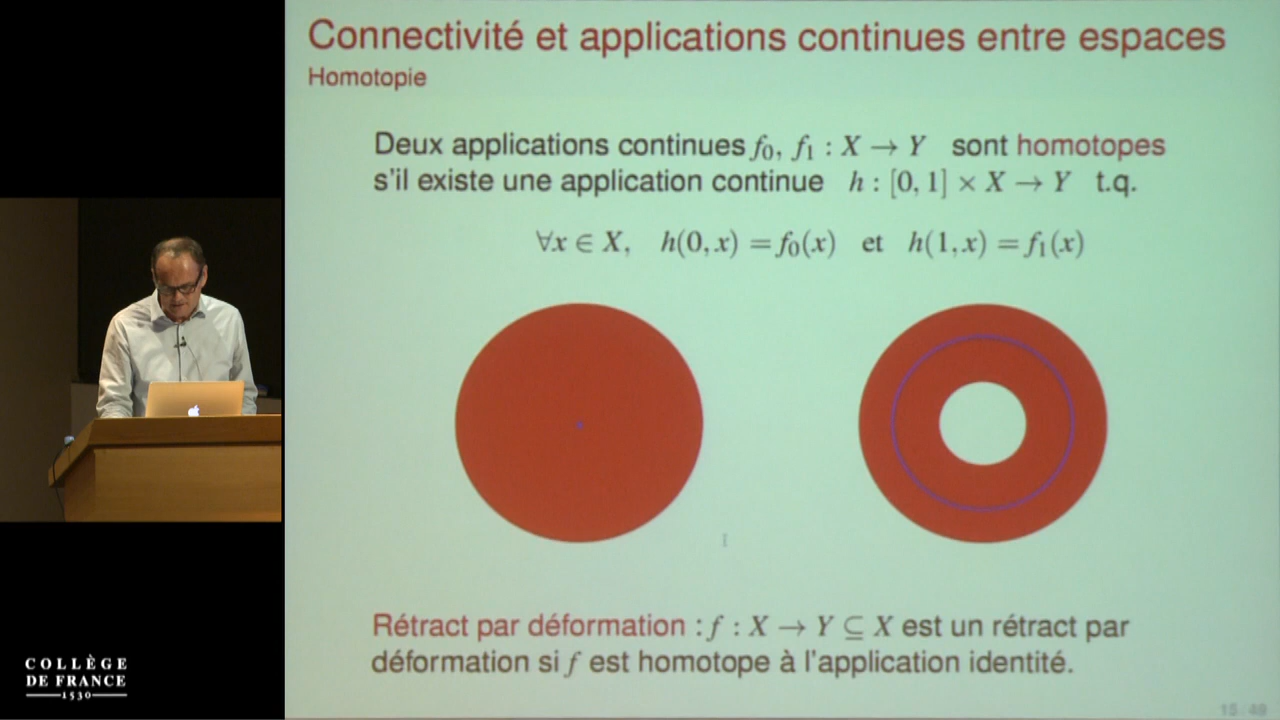 Connectivité et applications continues entre espaces
Homotopie
Deux applications continues f₀, f₁ : X → Y sont homotopes
s'il existe une application continue h : [0, 1] × X → Y t.q.
∀x ∈ X, h(0, x) = f₀(x) et h(1, x) = f₁(x)
Rétract par déformation : f : X → Y ⊆ X est un rétract par
déformation si f est homotope à l'application identité.
COLLÈGE
DE FRANCE
1530
15 49